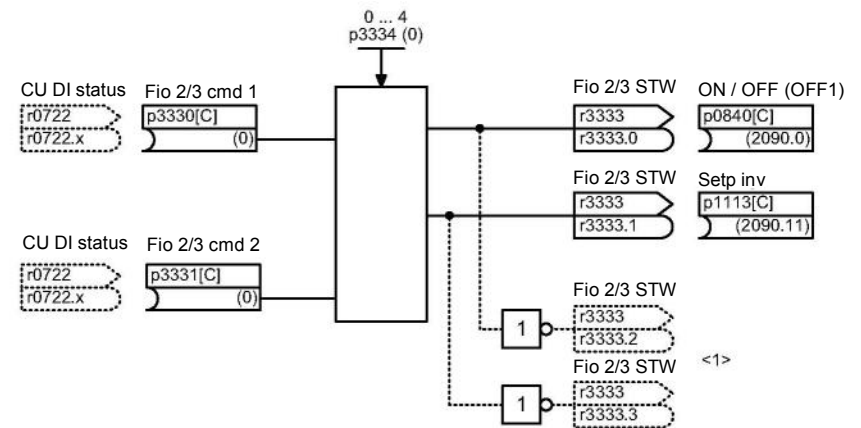 0 ... 4
p3334 (0)
CU DI status
Fio 2/3 cmd 1
r0722
r0722.x
p3330[C]
(0)
Fio 2/3 STW
ON / OFF (OFF1)
r3333
r3333.0
p0840[C]
(2090.0)
Fio 2/3 STW
Setp inv
r3333
r3333.1
p1113[C]
(2090.11)
CU DI status
Fio 2/3 cmd 2
r0722
r0722.x
p3331[C]
(0)
Fio 2/3 STW
1
r3333
r3333.2
Fio 2/3 STW
<1>
1
r3333
r3333.3